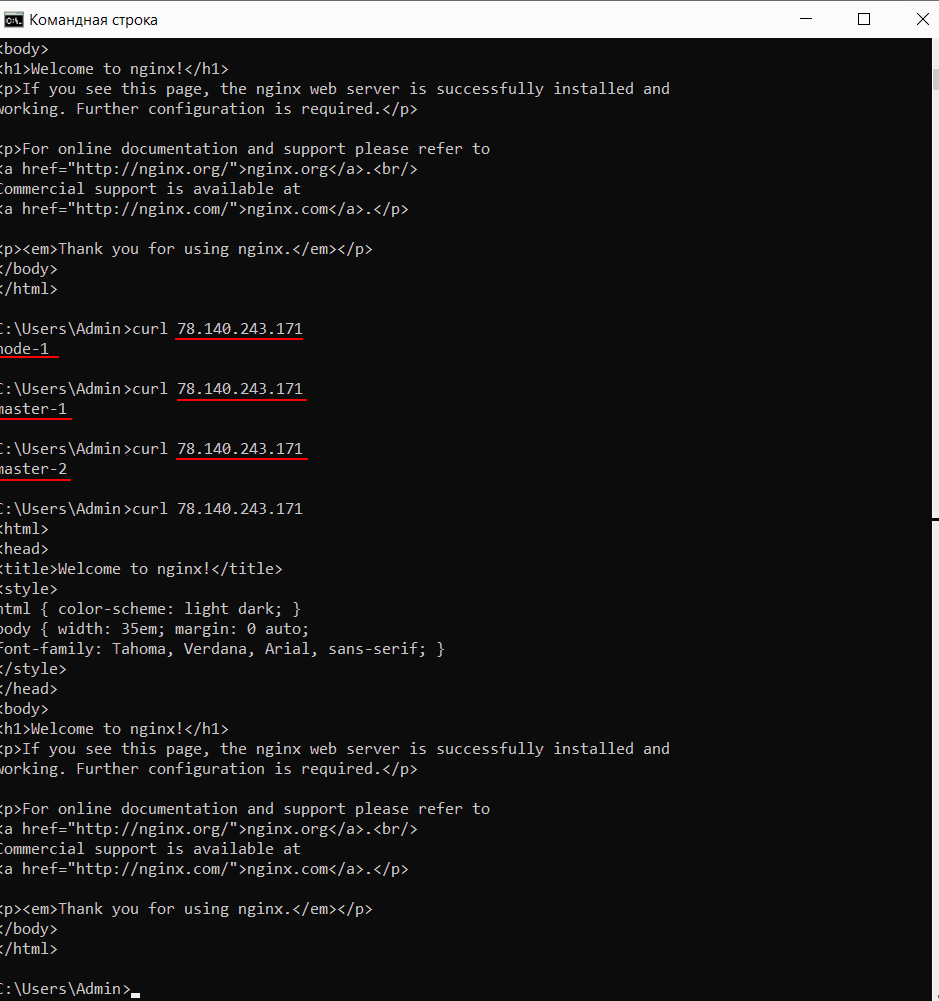 Командная строка
<body>
<h1>Welcome to nginx!</h1>
<p>If you see this page, the nginx web server is successfully installed and
working. Further configuration is required.</p>
<p>For online documentation and support please refer to
<a href="http://nginx.org/">nginx.org</a>.<br/>
Commercial support is available at
<a href="http://nginx.com/">nginx.com</a>.</p>
<p><em>Thank you for using nginx.</em></p>
</body>
</html>
C:\Users\Admin>curl 78.140.243.171
node-1
C:\Users\Admin>curl 78.140.243.171
master-1
C:\Users\Admin>curl 78.140.243.171
master-2
C:\Users\Admin>curl 78.140.243.171
<html>
<head>
<title>Welcome to nginx!</title>
<style>
html { color-scheme: light dark; }
body { width: 35em; margin: 0 auto;
font-family: Tahoma, Verdana, Arial, sans-serif; }
</style>
</head>
<body>
<h1>Welcome to nginx!</h1>
<p>If you see this page, the nginx web server is successfully installed and
working. Further configuration is required.</p>
<p>For online documentation and support please refer to
<a href="http://nginx.org/">nginx.org</a>.<br/>
Commercial support is available at
<a href="http://nginx.com/">nginx.com</a>.</p>
<p><em>Thank you for using nginx.</em></p>
</body>
</html>
C:\Users\Admin>